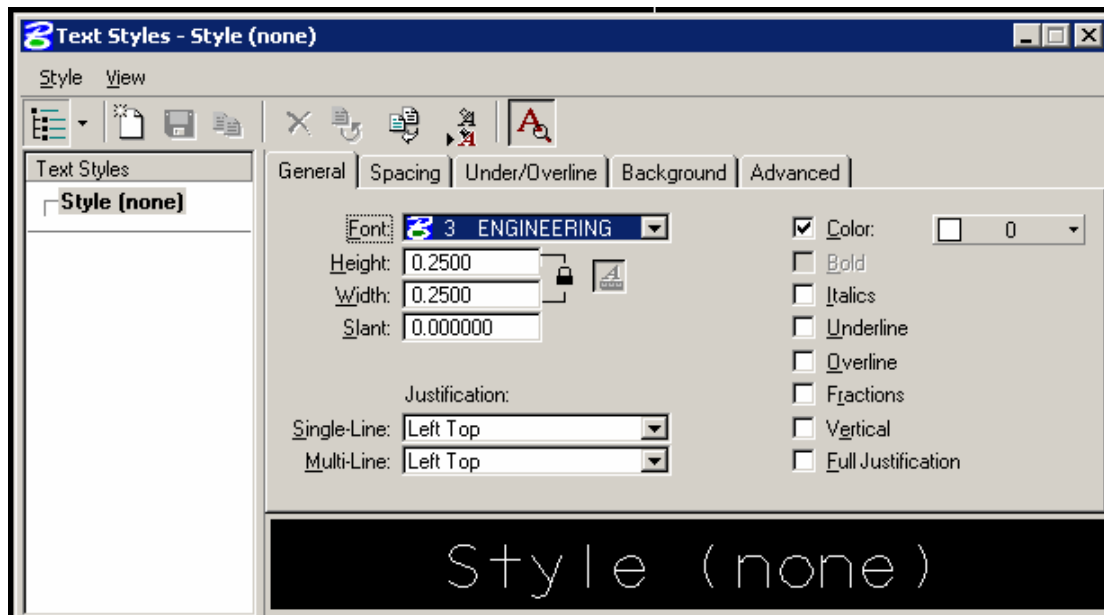 Text Styles - Style (none)
Style View
Text Styles
Style (none)
General Spacing Under/Overline Background Advanced
Font: 3 ENGINEERING
Height: 0.2500
Width: 0.2500
Slant: 0.000000
Justification:
Single-Line: Left Top
Multi-Line: Left Top
Color: 0
Bold
Italics
Underline
Overline
Fractions
Vertical
Full Justification
Style (none)